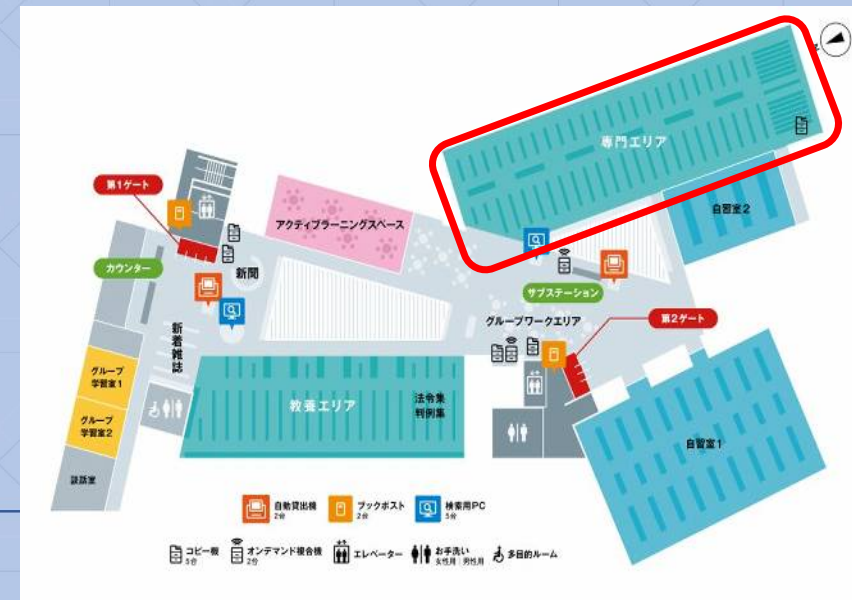 専門エリア
自習室2
第1ゲート
アクティブラーニングスペース
カウンター
新聞
サブステーション
グループワークエリア
第2ゲート
新着雑誌
グループ
学習室1
グループ
学習室2
談話室
教養エリア
法令集
判例集
自習室1
自動貸出機
2台
ブックポスト
2台
検索用PC
5台
コピー機
5台
オンデマンド複合機
2台
エレベーター
お手洗い
女性用|男性用
多目的ルーム